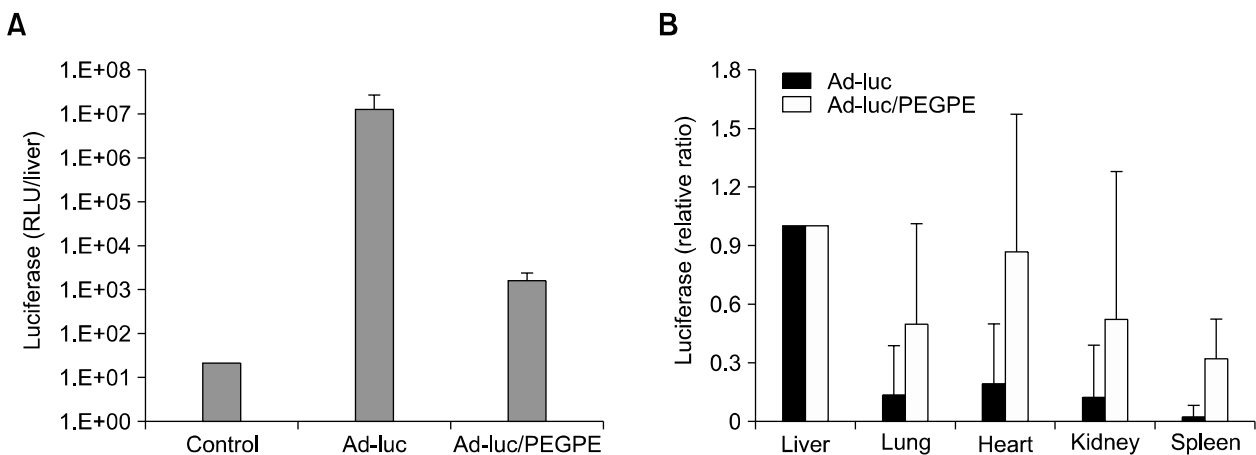 A
Luciferase (RLU/liver)
1.E+08
1.E+07
1.E+06
1.E+05
1.E+04
1.E+03
1.E+02
1.E+01
1.E+00
Control Ad-luc Ad-luc/PEGPE
B
Luciferase (relative ratio)
1.8
1.5
1.2
0.9
0.6
0.3
0
Ad-luc
Ad-luc/PEGPE
Liver Lung Heart Kidney Spleen